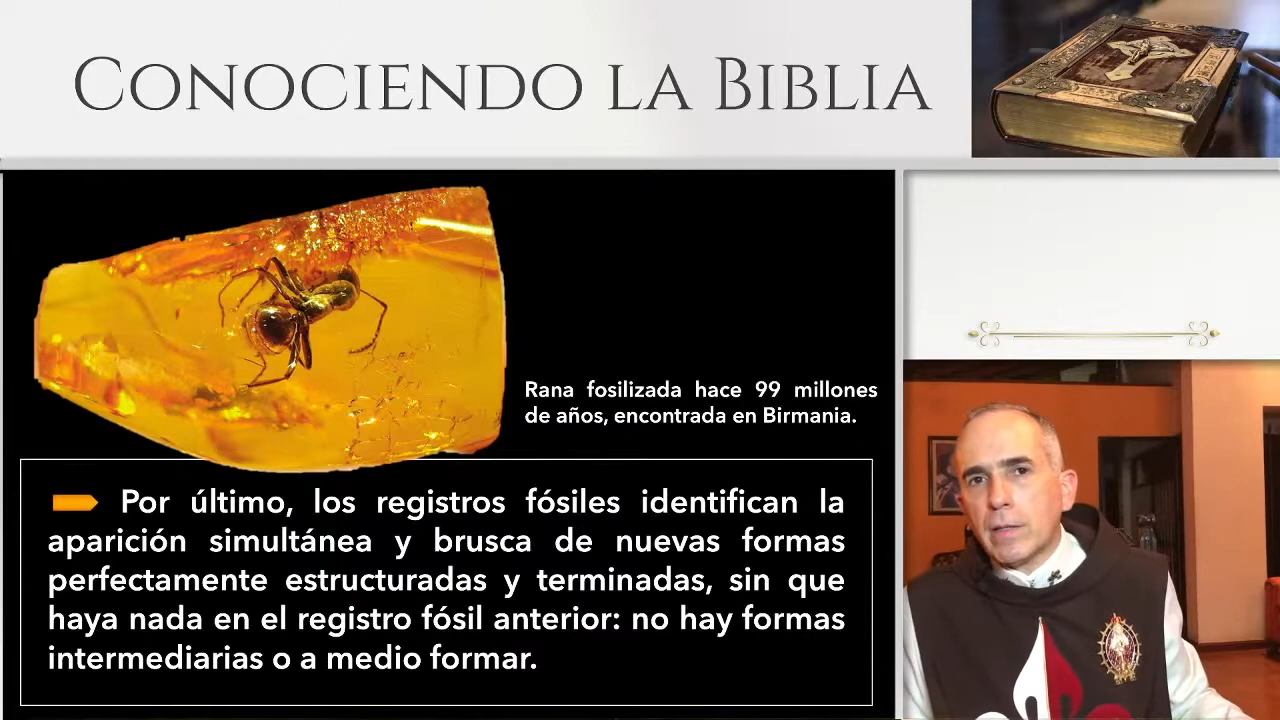 CONOCIENDO LA BIBLIA
Rana fosilizada hace 99 millones
de años, encontrada en Birmania.
Por último, los registros fósiles identifican la
aparición simultánea y brusca de nuevas formas
perfectamente estructuradas y terminadas, sin que
haya nada en el registro fósil anterior: no hay formas
intermediarias o a medio formar.